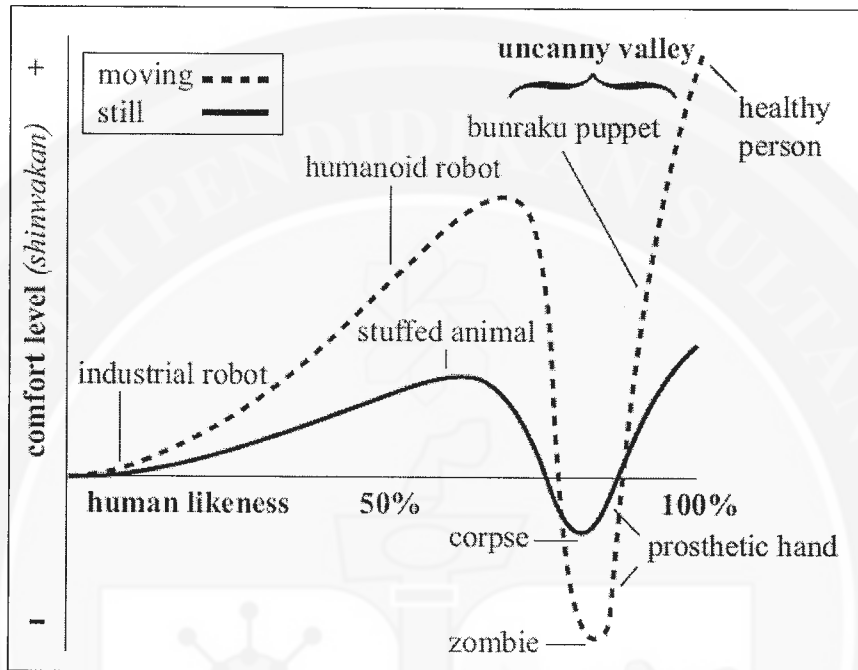 uncanny valley
+
moving
still
bunraku puppet
healthy
person
humanoid robot
stuffed animal
industrial robot
comfort level (shinwakan)
human likeness
50%
100%
corpse
prosthetic hand
-
zombie